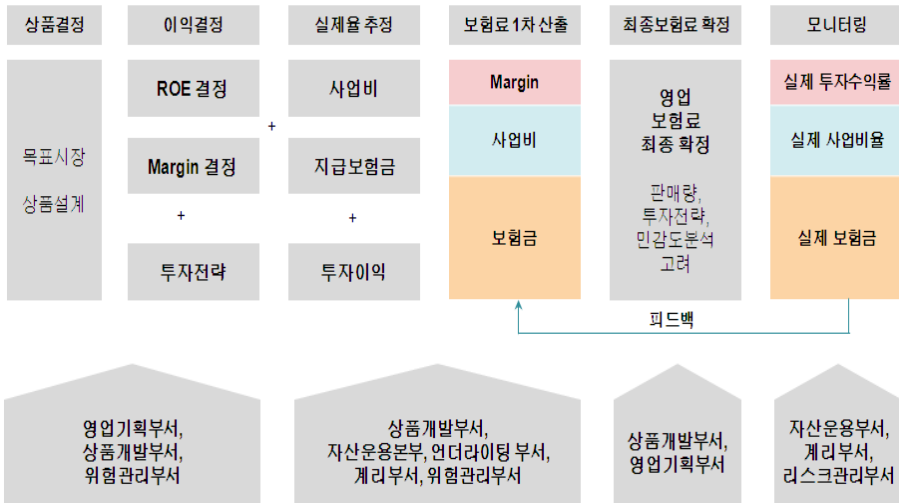 상품결정
이익결정
실제율 추정
보험료 1차 산출
최종보험료 확정
모니터링
목표시장
상품설계
ROE 결정
+
Margin 결정
+
투자전략
사업비
지급보험금
+
투자이익
Margin
사업비
보험금
영업
보험료
최종 확정
판매량,
투자전략,
민감도분석
고려
실제 투자수익률
실제 사업비율
실제 보험금
피드백
영업기획부서,
상품개발부서,
위험관리부서
상품개발부서,
자산운용본부, 언더라이팅 부서,
계리부서, 위험관리부서
상품개발부서,
영업기획부서
자산운용부서,
계리부서,
리스크관리부서